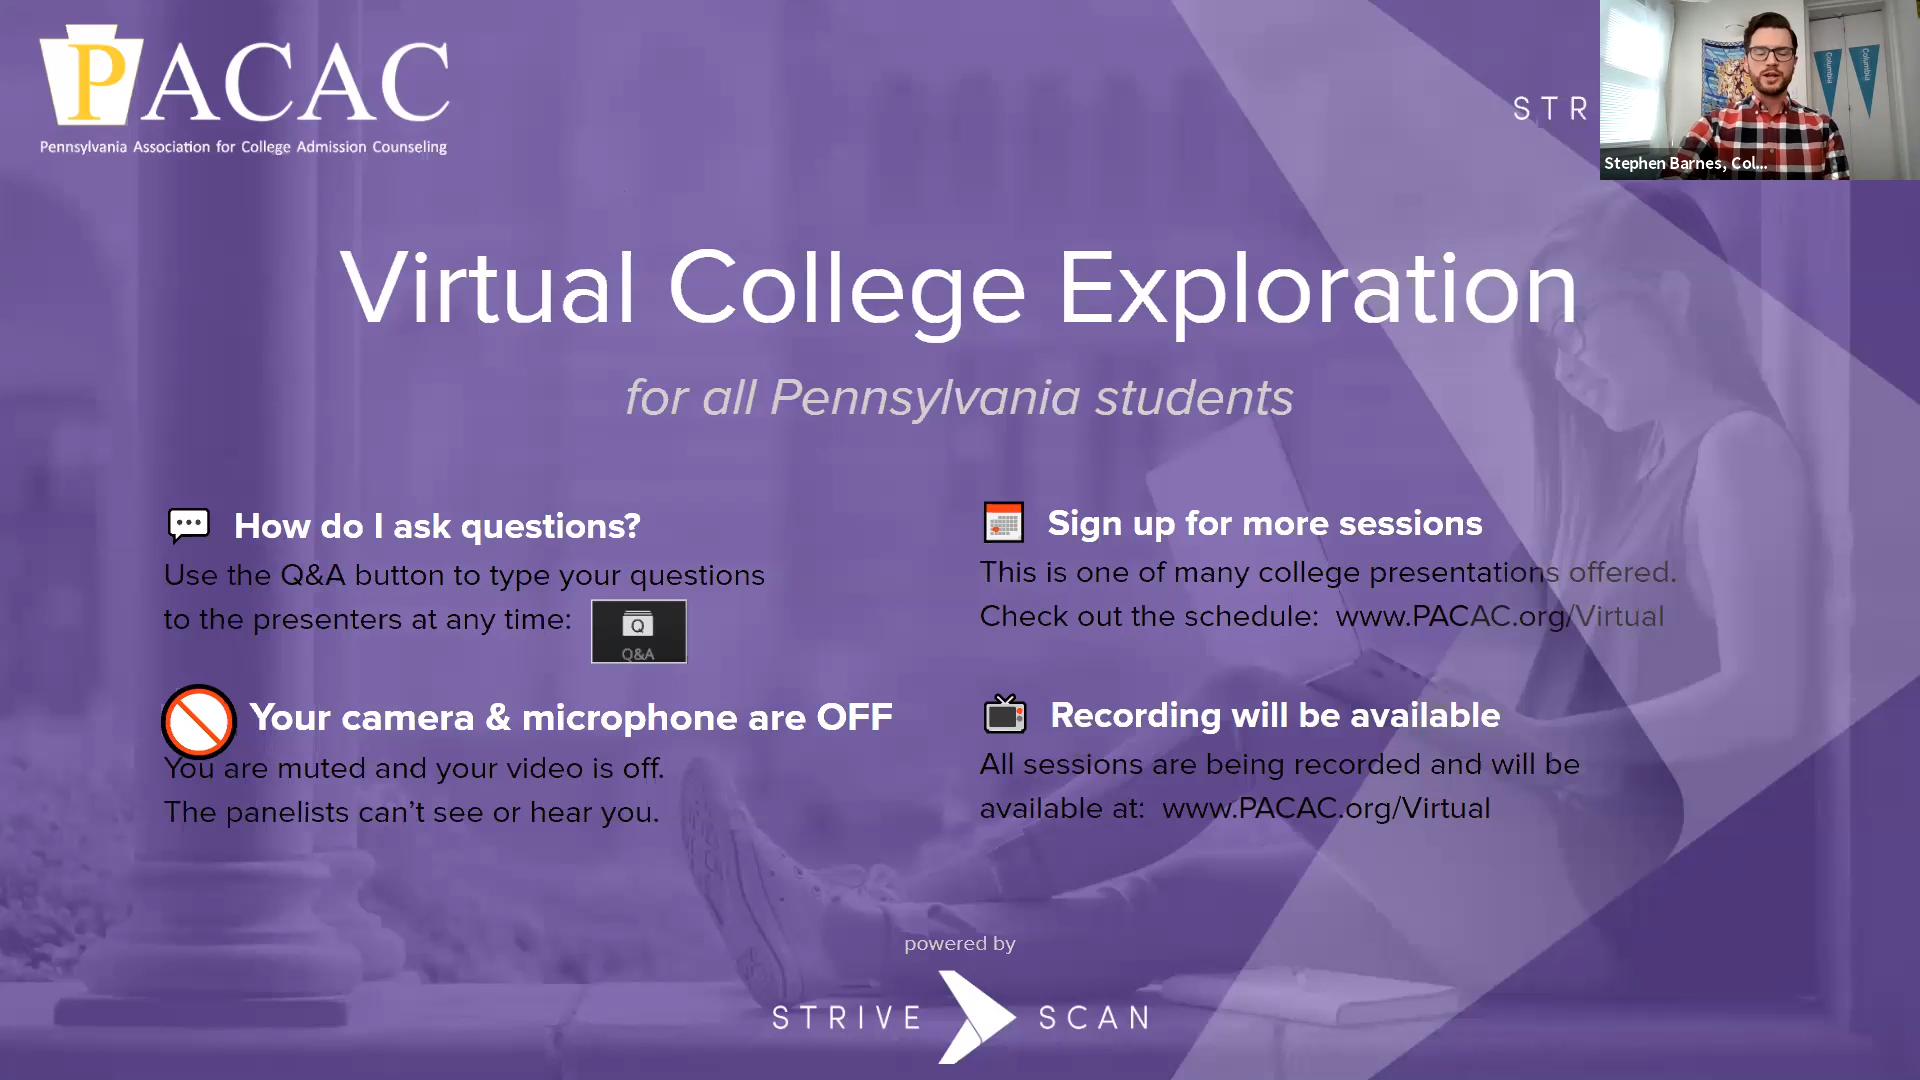 PACAC
Pennsylvania Association for College Admission Counseling
STR
Columbia
Columbia
Stephen Barnes, Col...
Virtual College Exploration
for all Pennsylvania students
How do I ask questions?
Use the Q&A button to type your questions
to the presenters at any time:
Q
Q&A
Sign up for more sessions
This is one of many college presentations offered.
Check out the schedule: www.PACAC.org/Virtual
Your camera & microphone are OFF
You are muted and your video is off.
The panelists can’t see or hear you.
Recording will be available
All sessions are being recorded and will be
available at: www.PACAC.org/Virtual
powered by
STRIVE SCAN